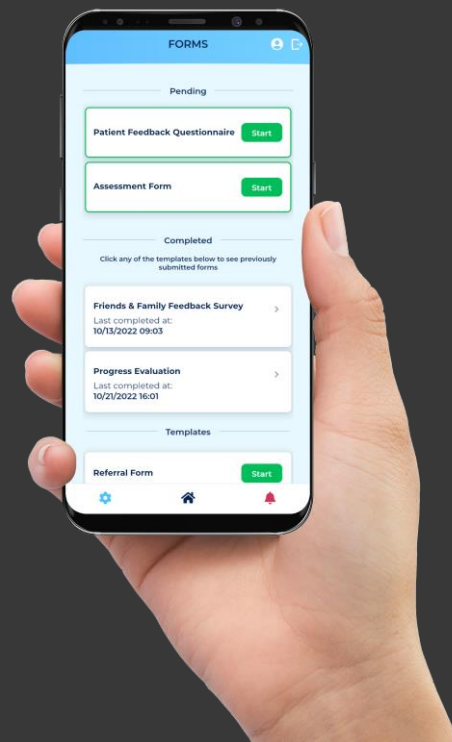 FORMS
Pending
Patient Feedback Questionnaire
Start
Assessment Form
Start
Completed
Click any of the templates below to see previously
submitted forms
Friends & Family Feedback Survey
Last completed at:
10/13/2022 09:03
Progress Evaluation
Last completed at:
10/21/2022 16:01
Templates
Referral Form
Start